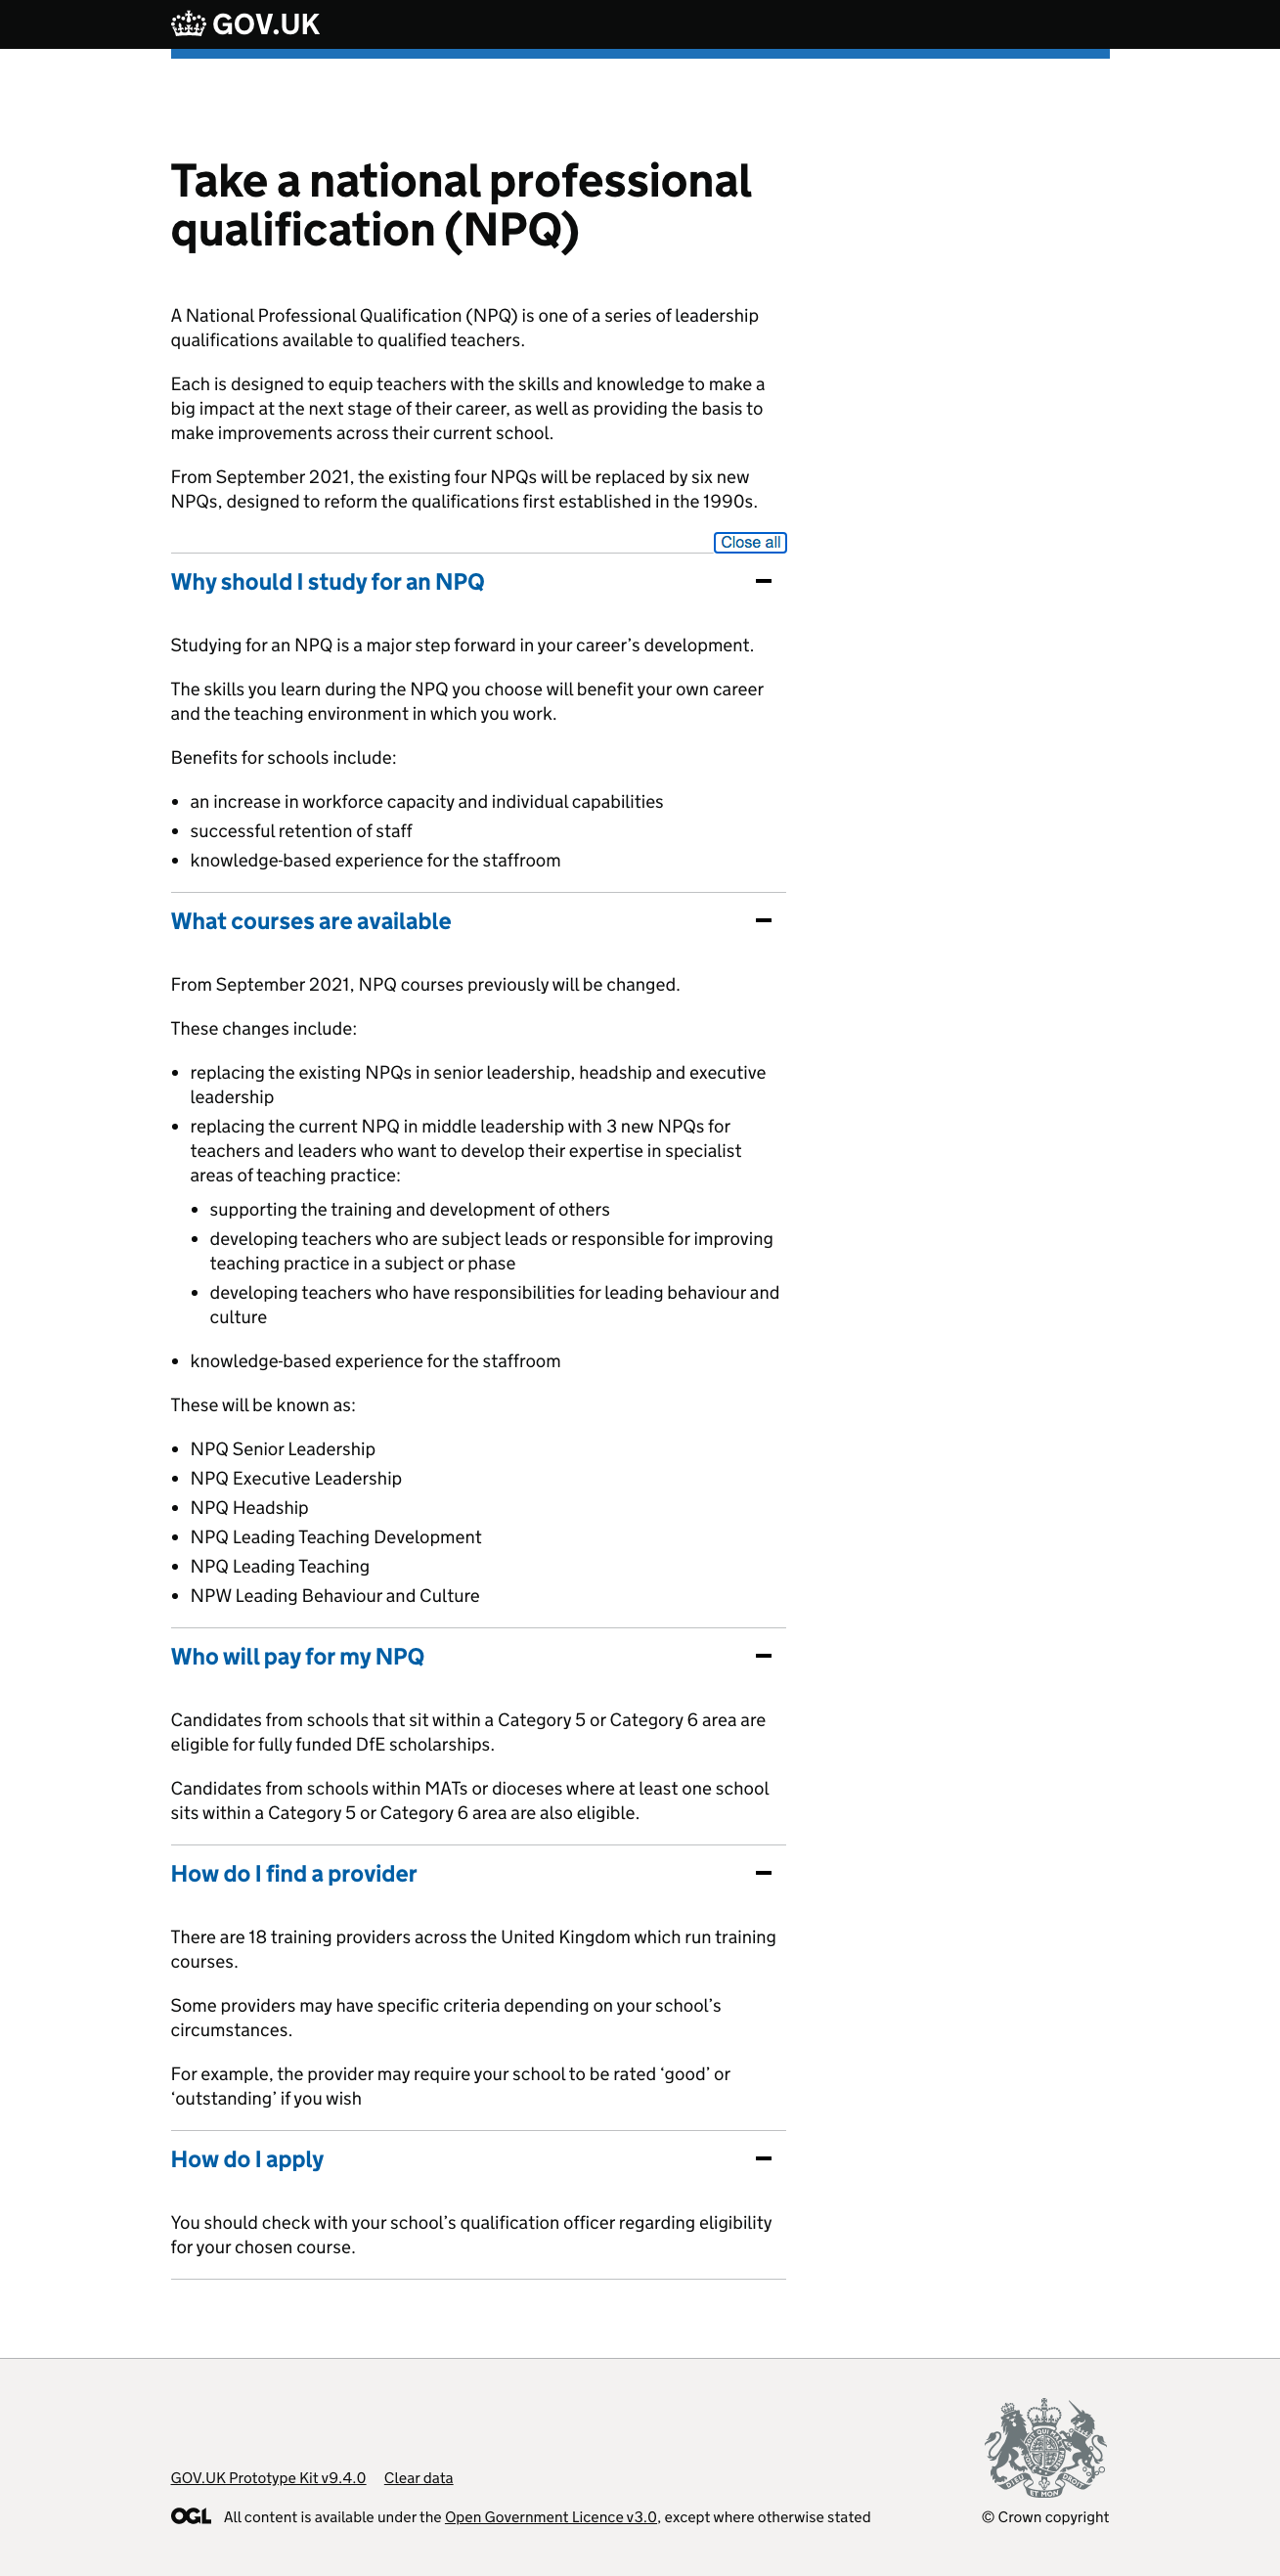 GOV.UK
Take a national professional
qualification (NPQ)
A National Professional Qualification (NPQ) is one of a series of leadership
qualifications available to qualified teachers.
Each is designed to equip teachers with the skills and knowledge to make a
big impact at the next stage of their career, as well as providing the basis to
make improvements across their current school.
From September 2021, the existing four NPQs will be replaced by six new
NPQs, designed to reform the qualifications first established in the 1990s.
Close all
Why should I study for an NPQ
Studying for an NPQ is a major step forward in your career’s development.
The skills you learn during the NPQ you choose will benefit your own career
and the teaching environment in which you work.
Benefits for schools include:
• an increase in workforce capacity and individual capabilities
• successful retention of staff
• knowledge-based experience for the staffroom
What courses are available
From September 2021, NPQ courses previously will be changed.
These changes include:
• replacing the existing NPQs in senior leadership, headship and executive
leadership
• replacing the current NPQ in middle leadership with 3 new NPQs for
teachers and leaders who want to develop their expertise in specialist
areas of teaching practice:
• supporting the training and development of others
• developing teachers who are subject leads or responsible for improving
teaching practice in a subject or phase
• developing teachers who have responsibilities for leading behaviour and
culture
• knowledge-based experience for the staffroom
These will be known as:
• NPQ Senior Leadership
• NPQ Executive Leadership
• NPQ Headship
• NPQ Leading Teaching Development
• NPQ Leading Teaching
• NPW Leading Behaviour and Culture
Who will pay for my NPQ
Candidates from schools that sit within a Category 5 or Category 6 area are
eligible for fully funded DfE scholarships.
Candidates from schools within MATs or dioceses where at least one school
sits within a Category 5 or Category 6 area are also eligible.
How do I find a provider
There are 18 training providers across the United Kingdom which run training
courses.
Some providers may have specific criteria depending on your school’s
circumstances.
For example, the provider may require your school to be rated ‘good’ or
‘outstanding’ if you wish
How do I apply
You should check with your school’s qualification officer regarding eligibility
for your chosen course.
GOV.UK Prototype Kit v9.4.0 Clear data
OGL All content is available under the Open Government Licence v3.0, except where otherwise stated
DIEU ET MON DROIT
© Crown copyright